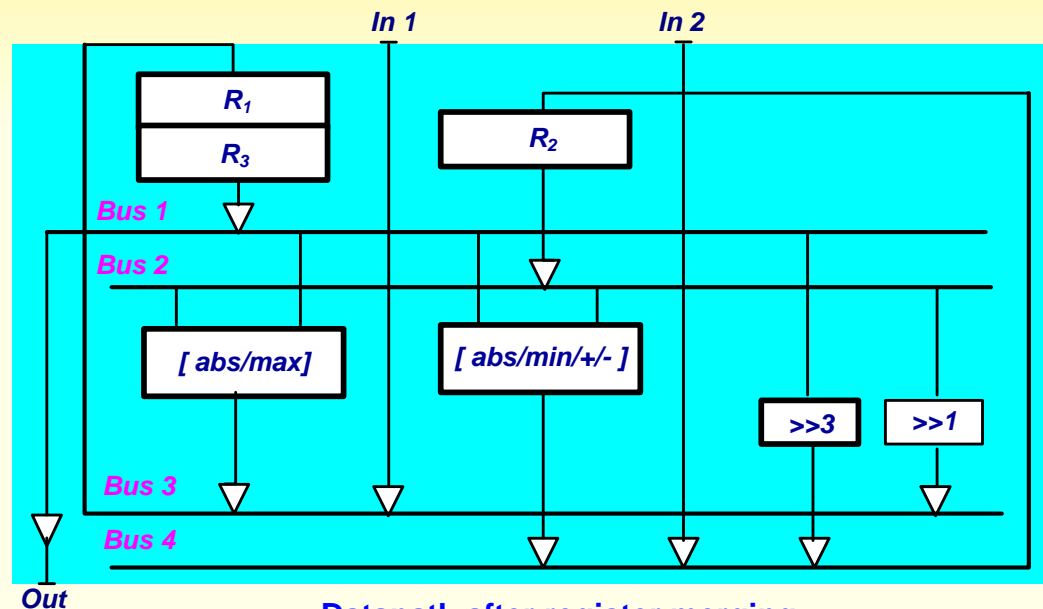 In 1 In 2
R₁
R₃
R₂
Bus 1
Bus 2
[ abs/max]
[ abs/min/+/- ]
>>3
>>1
Bus 3
Bus 4
Out
Datapath after register merging